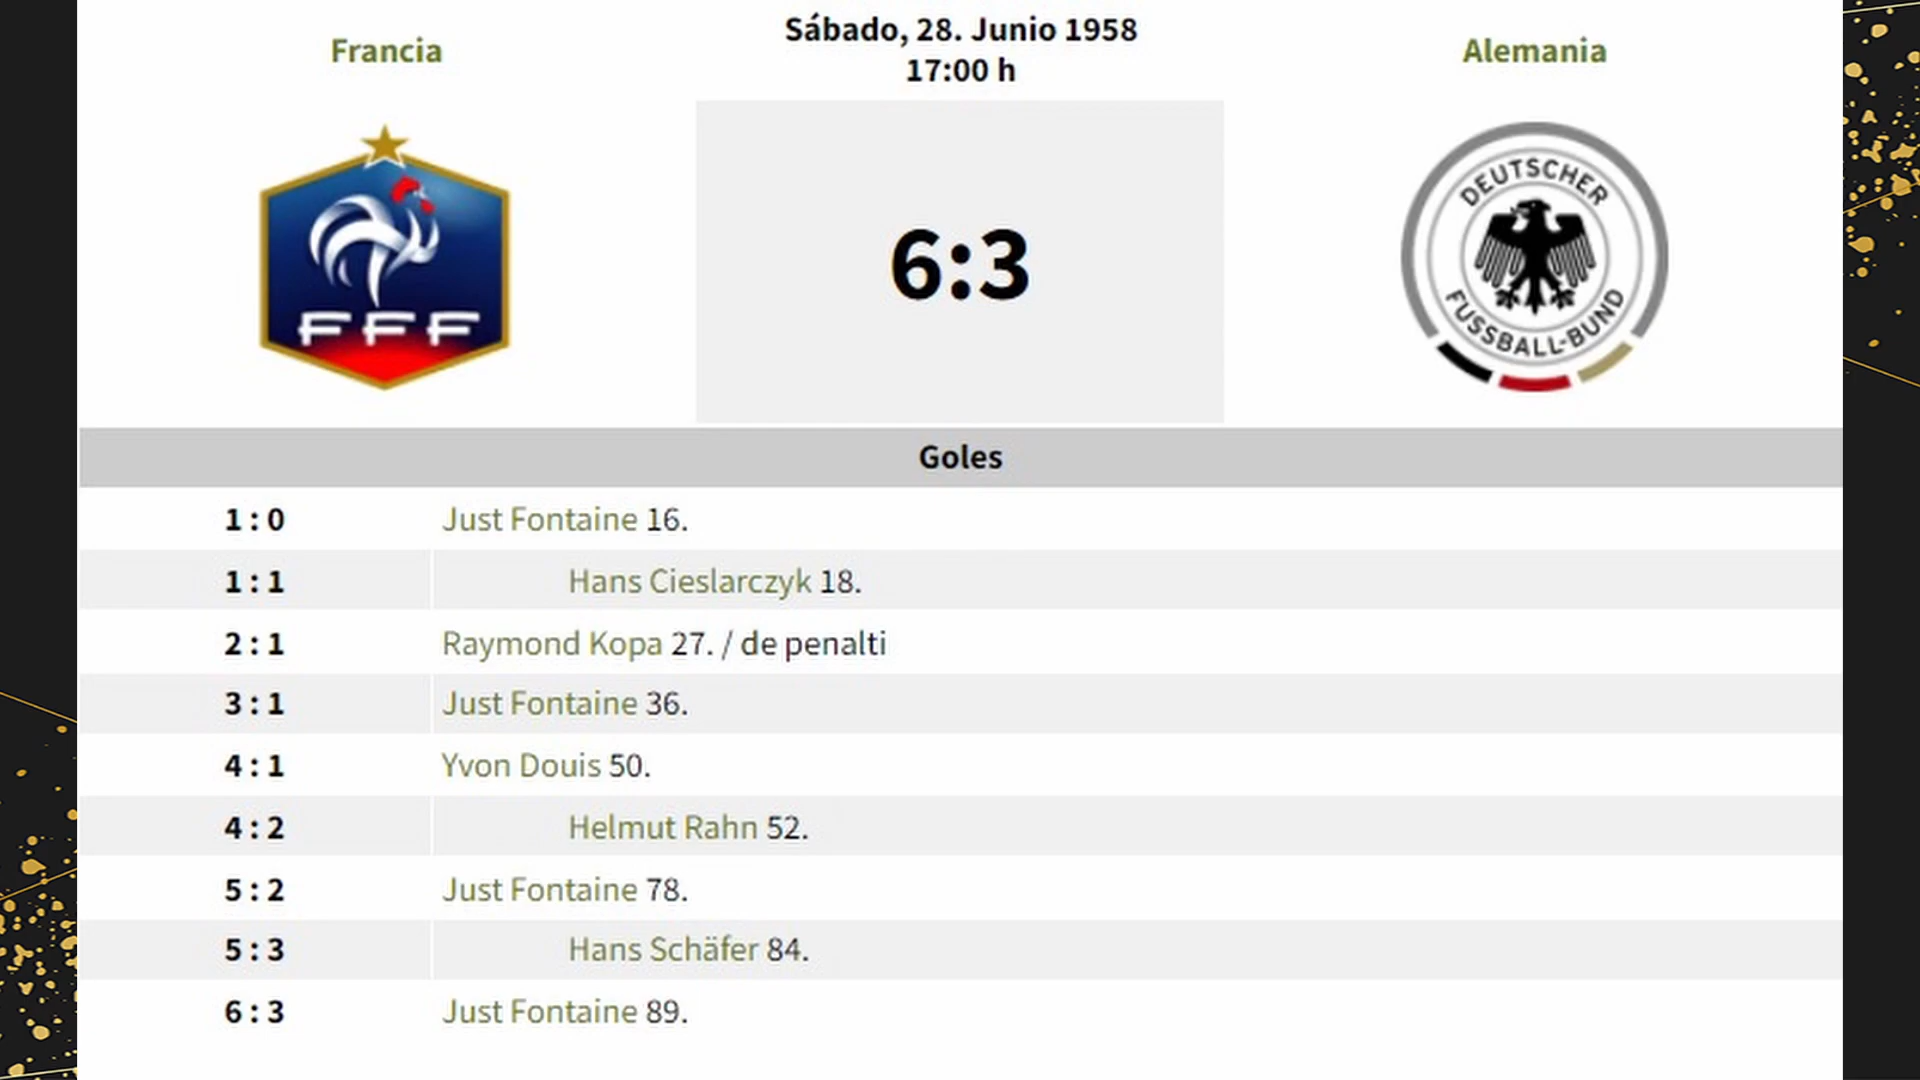 Francia
Sábado, 28. Junio 1958
17:00 h
Alemania
FFF
6:3
DEUTSCHER
FUSSBALL-BUND
Goles
1 : 0 Just Fontaine 16.
1 : 1 Hans Cieslarczyk 18.
2 : 1 Raymond Kopa 27. / de penalti
3 : 1 Just Fontaine 36.
4 : 1 Yvon Douis 50.
4 : 2 Helmut Rahn 52.
5 : 2 Just Fontaine 78.
5 : 3 Hans Schäfer 84.
6 : 3 Just Fontaine 89.